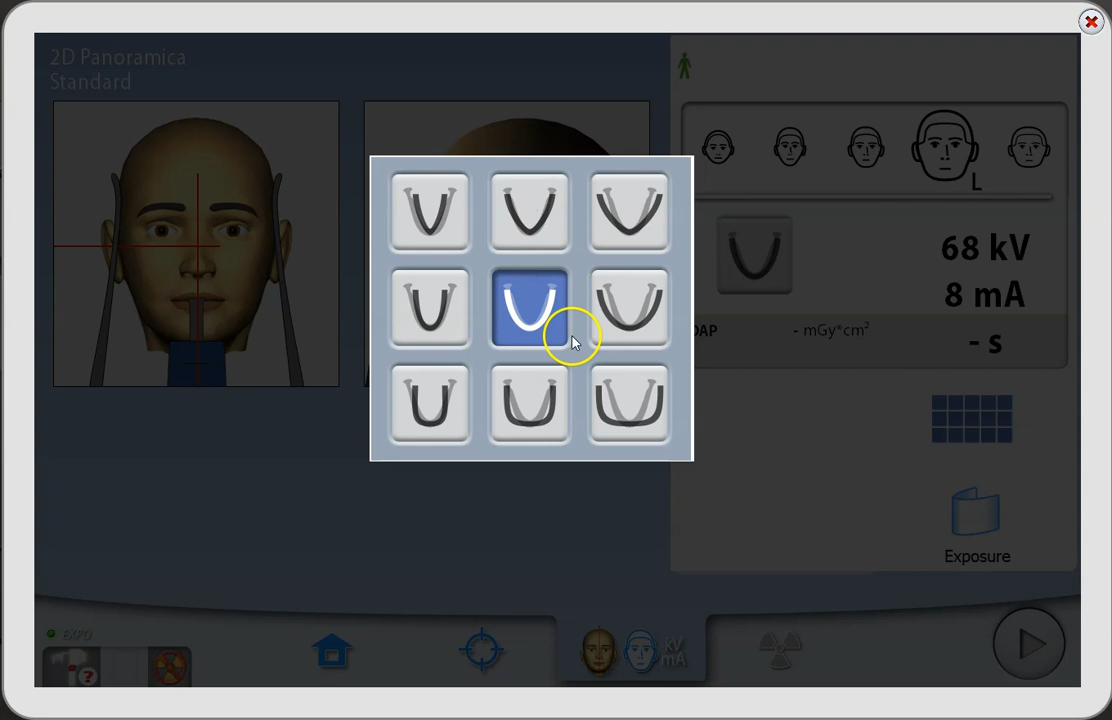 2D Panoramica
Standard
L
68 kV
8 mA
DAP - mGy*cm²
- s
Exposure
EXPO
?
kV
mA